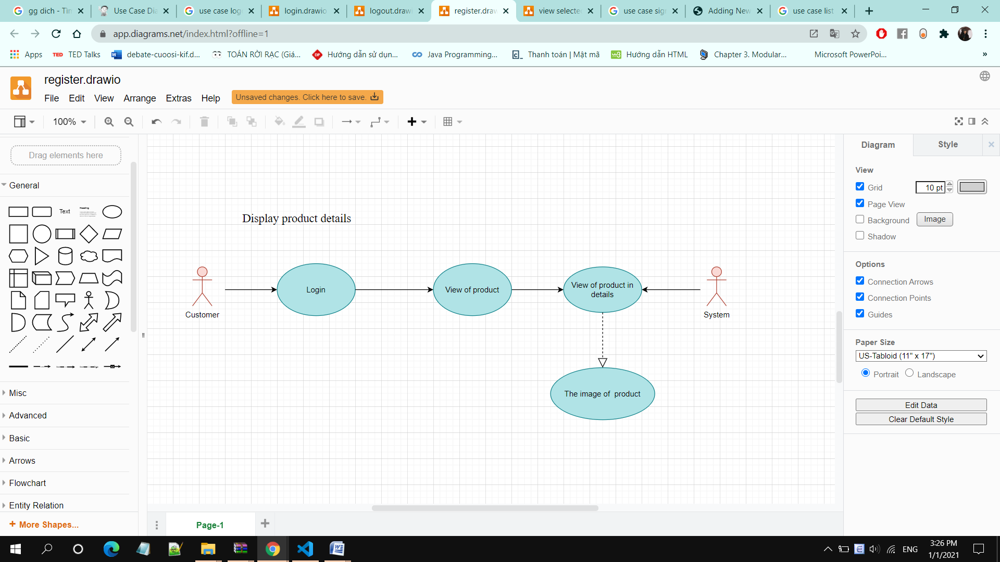 gg dich - Tin
Use Case Dia
use case log
login.drawio
logout.drawi
register.draw
view selecte
use case sig
Adding New
use case list
app.diagrams.net/index.html?offline=1
Apps
TED TED Talks
debate-cuoosi-kif.d...
TOÁN RỜI RẠC (Giá...
Hướng dẫn sử dụn...
Java Programming...
Thanh toán | Mật mã
Hướng dẫn HTML
Chapter 3. Modular...
Microsoft PowerPoi...
»
register.drawio
File Edit View Arrange Extras Help
Unsaved changes. Click here to save.
100%
Drag elements here
General
Text
Heading
Misc
Advanced
Basic
Arrows
Flowchart
Entity Relation
+ More Shapes...
Display product details
Customer
Login
View of product
View of product in
details
System
The image of  product
Page-1
Diagram
Style
View
Grid
10 pt
Page View
Background
Image
Shadow
Options
Connection Arrows
Connection Points
Guides
Paper Size
US-Tabloid (11" x 17")
Portrait
Landscape
Edit Data
Clear Default Style
ENG
3:26 PM
1/1/2021